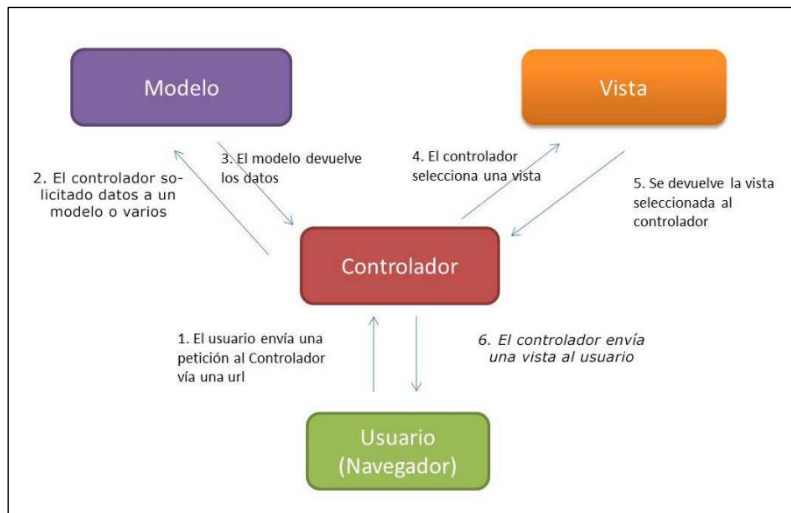 Modelo
Vista
3. El modelo devuelve
los datos
4. El controlador
selecciona una vista
2. El controlador so-
licitado datos a un
modelo o varios
5. Se devuelve la vista
seleccionada al
controlador
Controlador
1. El usuario envía una
petición al Controlador
vía una url
6. El controlador envía
una vista al usuario
Usuario
(Navegador)